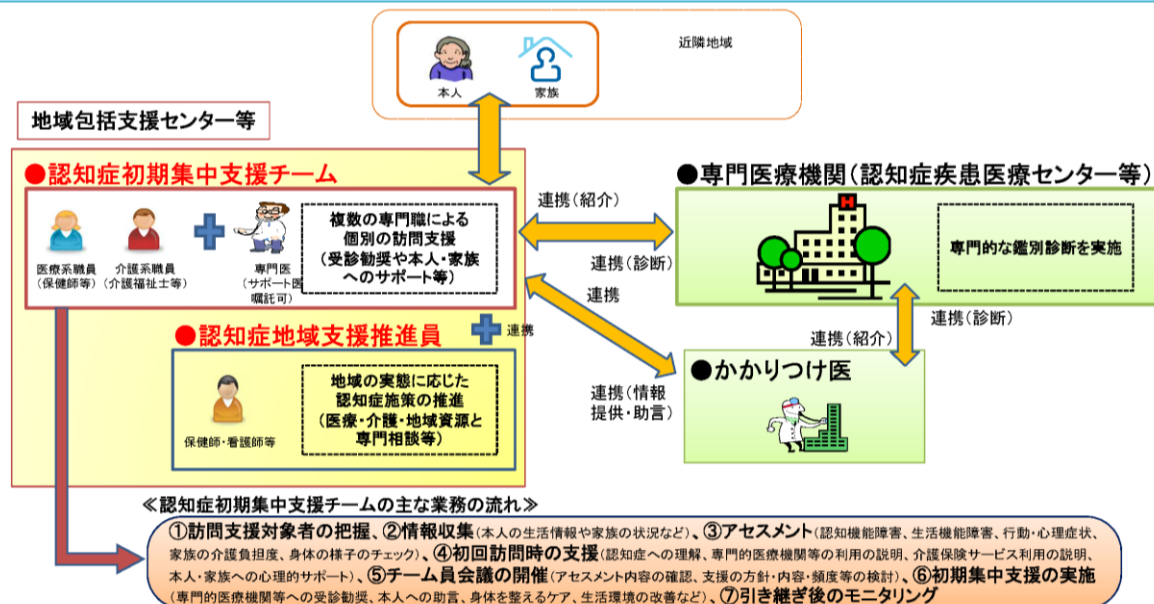 近隣地域
本人
家族
地域包括支援センター等
●認知症初期集中支援チーム
医療系職員
(保健師等)
介護系職員
(介護福祉士等)
専門医
(サポート医
嘱託可)
複数の専門職による
個別の訪問支援
(受診勧奨や本人・家族
へのサポート等)
連携(紹介)
連携(診断)
●専門医療機関(認知症疾患医療センター等)
H
専門的な鑑別診断を実施
連携
連携(情報
提供・助言)
連携(紹介)
連携(診断)
●かかりつけ医
連携
●認知症地域支援推進員
保健師・看護師等
地域の実態に応じた
認知症施策の推進
(医療・介護・地域資源と
専門相談等)
≪認知症初期集中支援チームの主な業務の流れ≫
①訪問支援対象者の把握、②情報収集(本人の生活情報や家族の状況など)、③アセスメント(認知機能障害、生活機能障害、行動・心理症状、
家族の介護負担度、身体の様子のチェック)、④初回訪問時の支援(認知症への理解、専門的医療機関等の利用の説明、介護保険サービス利用の説明、
本人・家族への心理的サポート)、⑤チーム員会議の開催(アセスメント内容の確認、支援の方針・内容・頻度等の検討)、⑥初期集中支援の実施
(専門的医療機関等への受診勧奨、本人への助言、身体を整えるケア、生活環境の改善など)、⑦引き継ぎ後のモニタリング